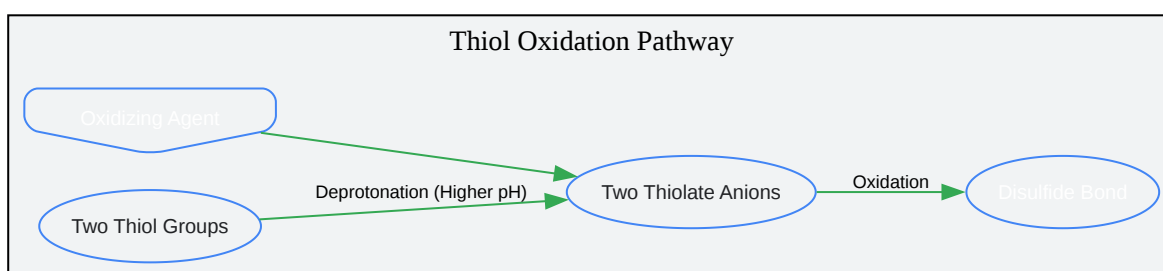 Thiol Oxidation Pathway
Oxidizing Agent
Deprotonation (Higher pH)
Two Thiol Groups
Two Thiolate Anions
Oxidation
Disulfide Bond